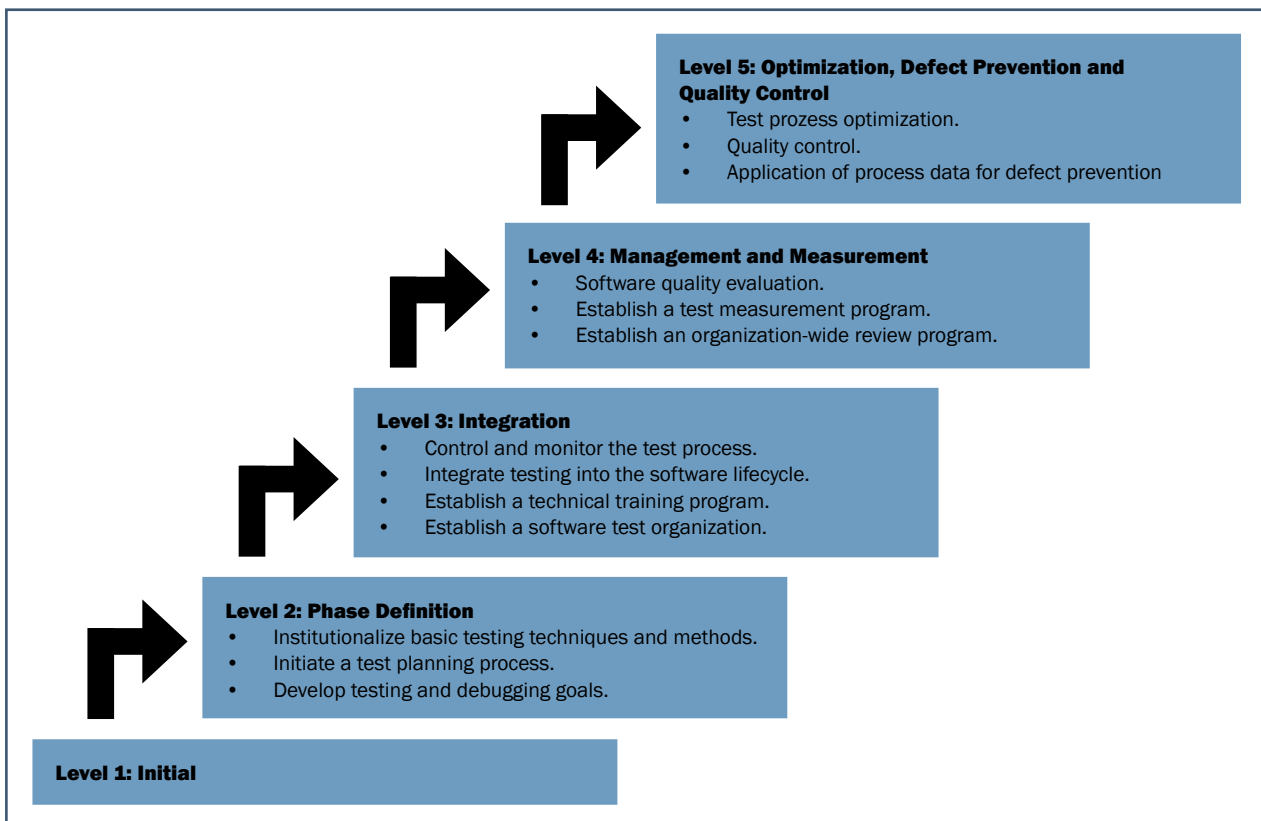 Level 5: Optimization, Defect Prevention and
Quality Control
• Test prozess optimization.
• Quality control.
• Application of process data for defect prevention
Level 4: Management and Measurement
• Software quality evaluation.
• Establish a test measurement program.
• Establish an organization-wide review program.
Level 3: Integration
• Control and monitor the test process.
• Integrate testing into the software lifecycle.
• Establish a technical training program.
• Establish a software test organization.
Level 2: Phase Definition
• Institutionalize basic testing techniques and methods.
• Initiate a test planning process.
• Develop testing and debugging goals.
Level 1: Initial